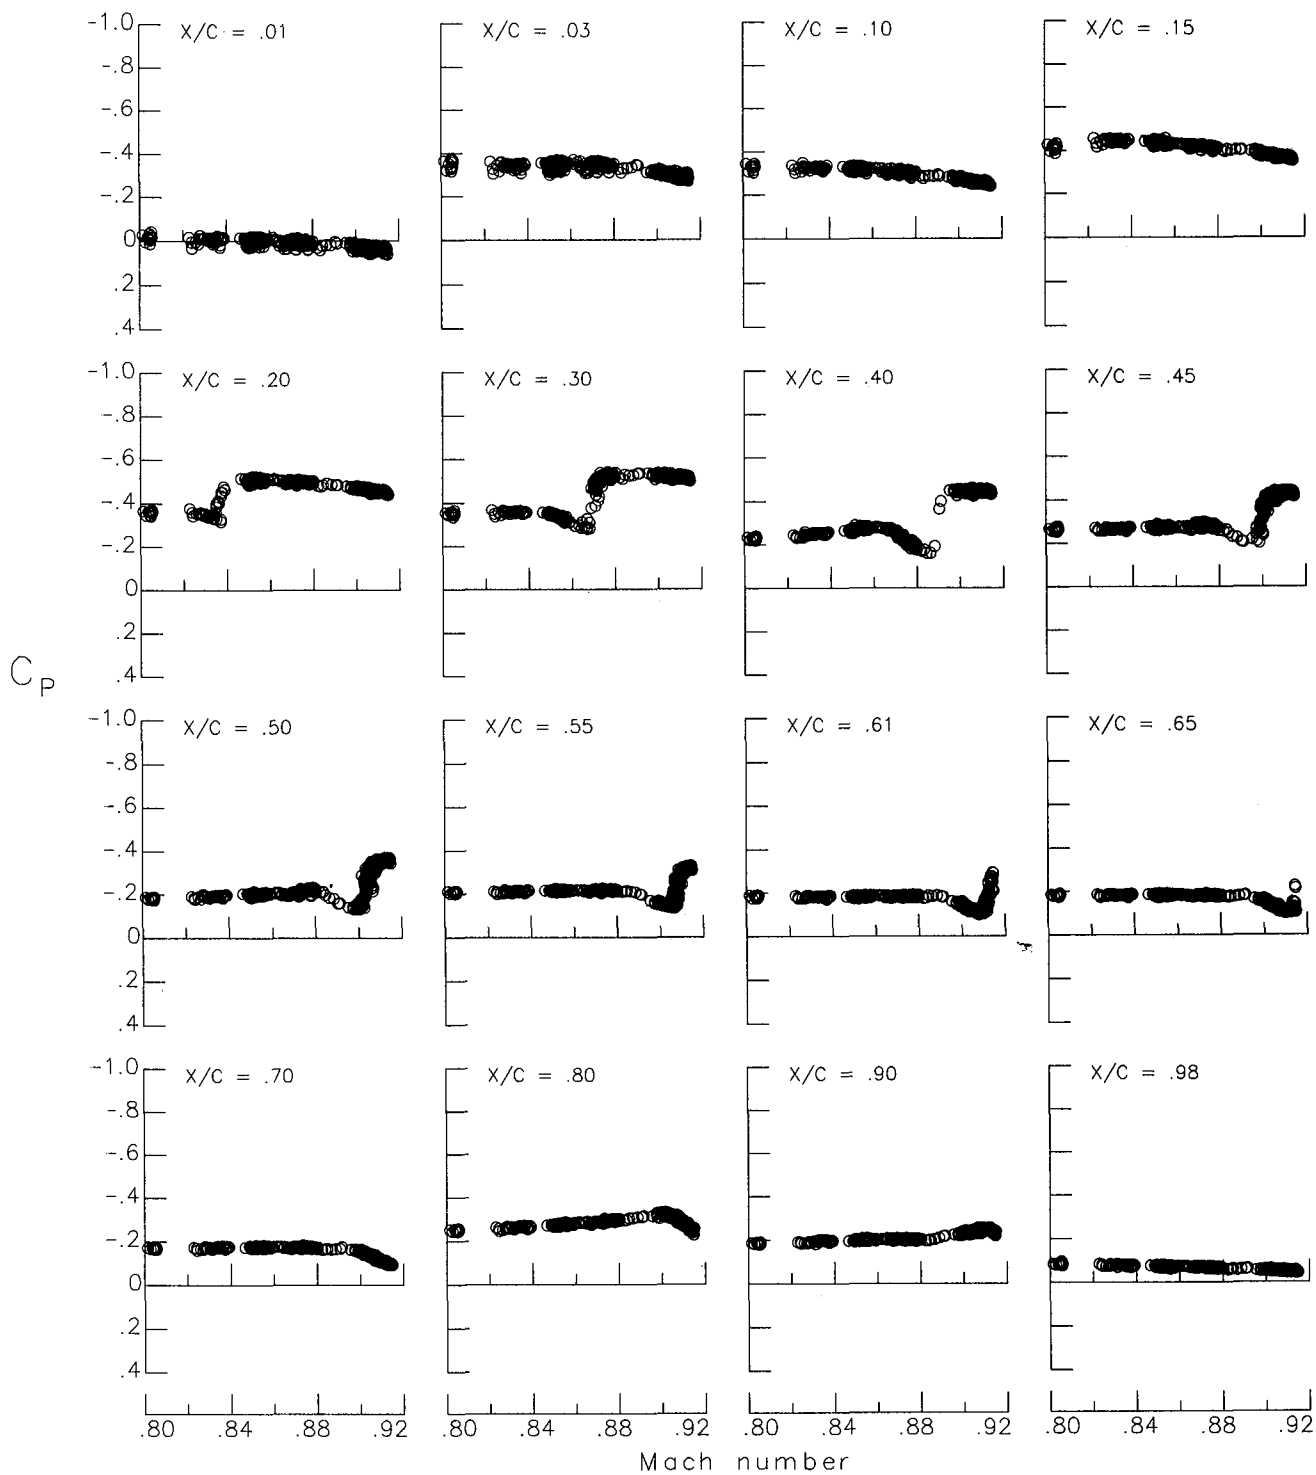 X/C = .01
X/C = .03
X/C = .10
X/C = .15
-1.0
-.8
-.6
-.4
-.2
0
.2
.4
X/C = .20
X/C = .30
X/C = .40
X/C = .45
-1.0
-.8
-.6
-.4
-.2
0
.2
.4
CP
X/C = .50
X/C = .55
X/C = .61
X/C = .65
-1.0
-.8
-.6
-.4
-.2
0
.2
.4
X/C = .70
X/C = .80
X/C = .90
X/C = .98
-1.0
-.8
-.6
-.4
-.2
0
.2
.4
.80 .84 .88 .92 .80 .84 .88 .92 .80 .84 .88 .92 .80 .84 .88 .92
Mach number